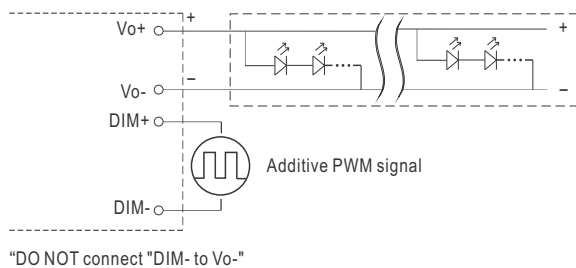 Vo+
+
+
Vo-
−
−
DIM+
Additive PWM signal
DIM-
“DO NOT connect "DIM- to Vo-"